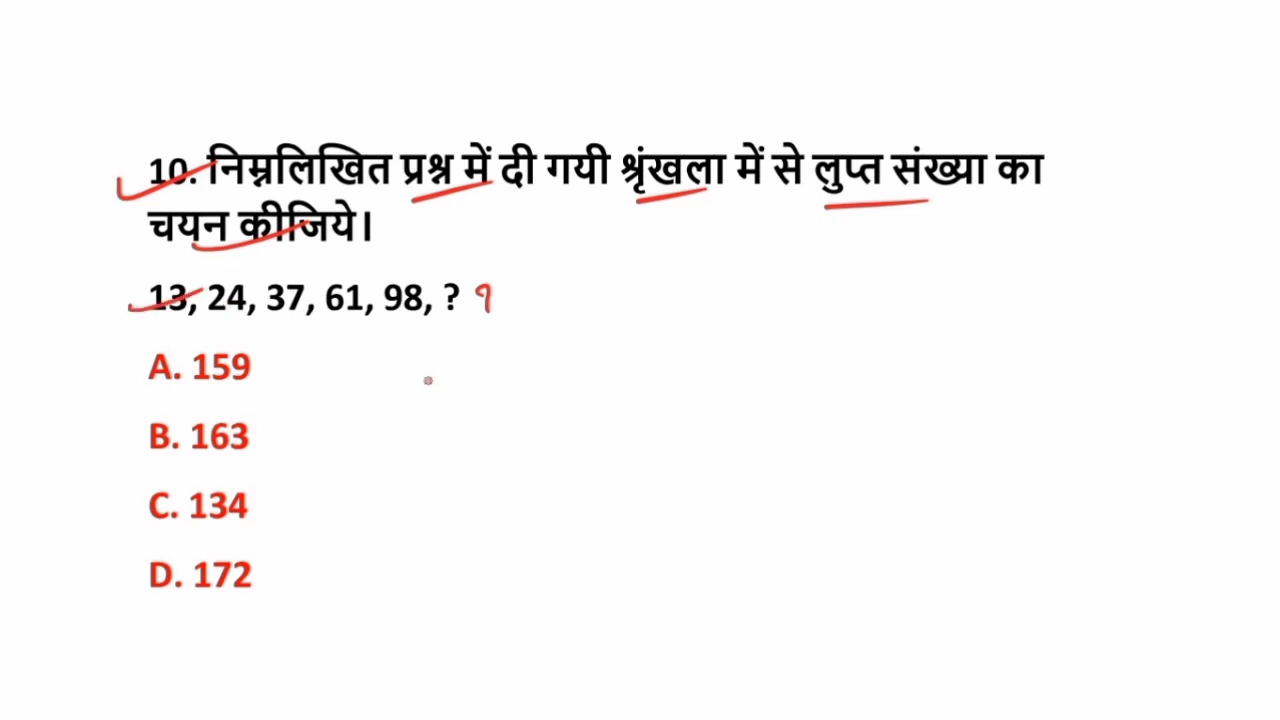 10. निम्नलिखित प्रश्न में दी गयी श्रृंखला में से लुप्त संख्या का
चयन कीजिये।
13, 24, 37, 61, 98, ? ?
A. 159
B. 163
C. 134
D. 172